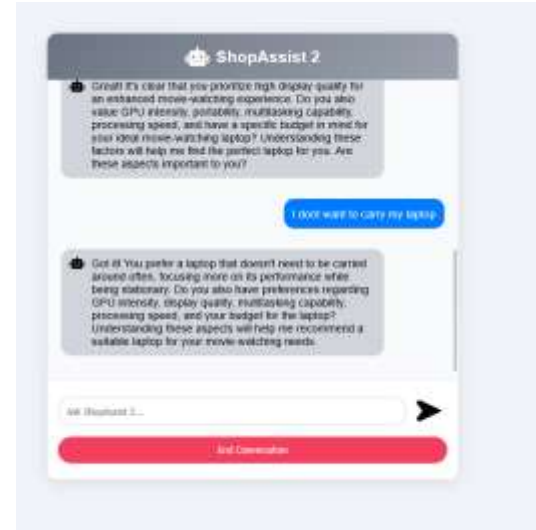 ShopAssist 2
Great! It's clear that you prioritize high display quality for
an enhanced movie-watching experience. Do you also
value GPU intensity, portability, multitasking capability,
processing speed, and have a specific budget in mind for
your ideal movie-watching laptop? Understanding these
factors will help me find the perfect laptop for you. Are
these aspects important to you?
I dont want to carry my laptop
Got it! You prefer a laptop that doesn't need to be carried
around often, focusing more on its performance while
being stationary. Do you also have preferences regarding
GPU intensity, display quality, multitasking capability,
processing speed, and your budget for the laptop?
Understanding these aspects will help me recommend a
suitable laptop for your movie-watching needs.
Ask ShopAssist 2...
End Conversation